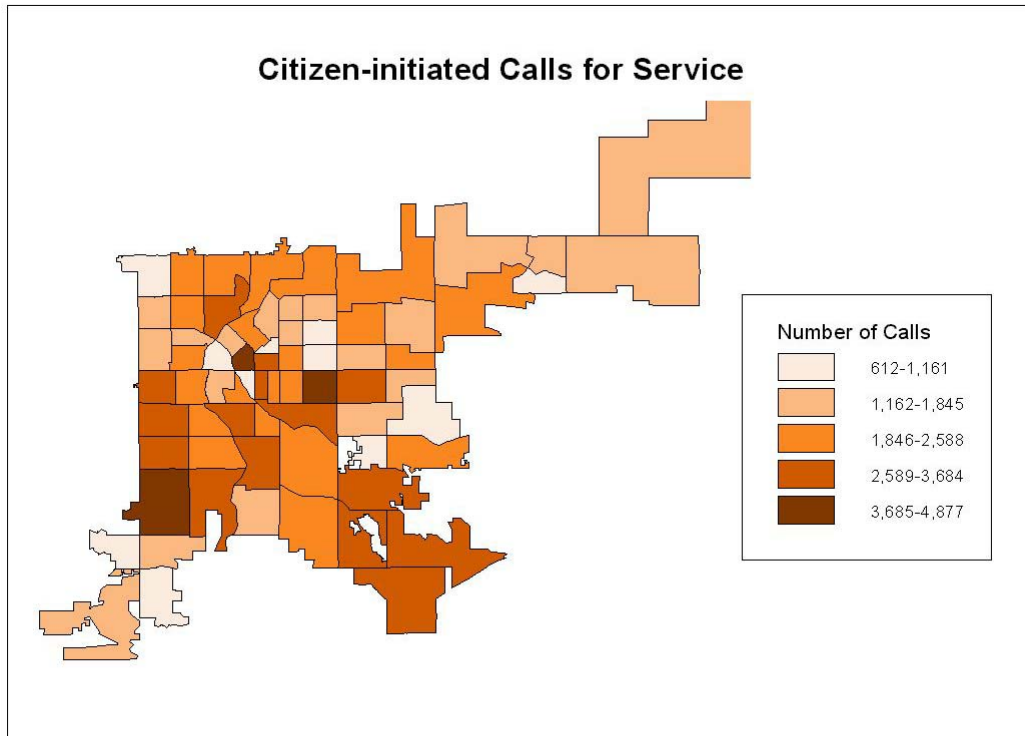 Citizen-initiated Calls for Service
Number of Calls
612-1,161
1,162-1,845
1,846-2,588
2,589-3,684
3,685-4,877